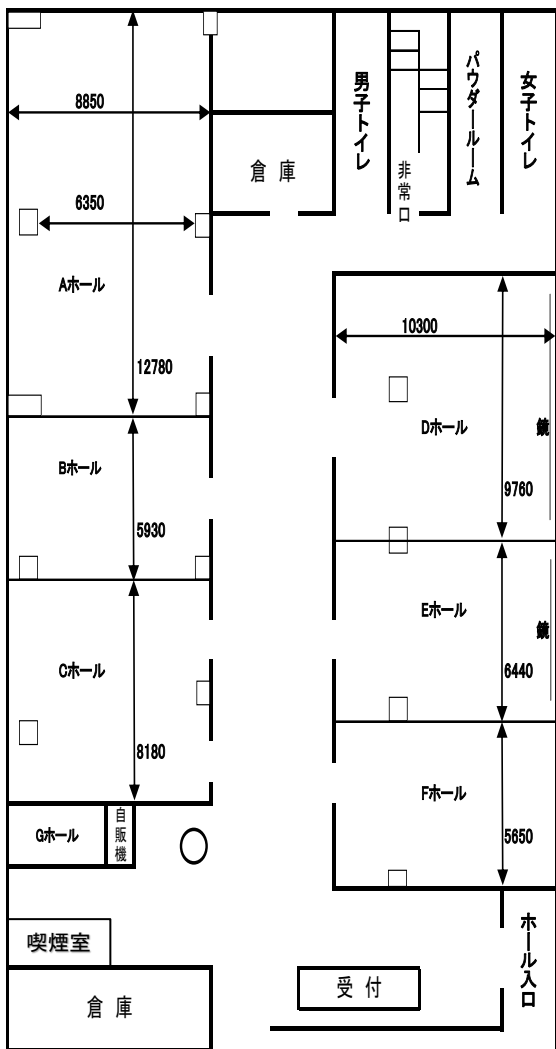 8850
6350
Aホール
12780
倉庫
男子トイレ
非常口
パウダールーム
女子トイレ
Bホール
5930
Cホール
8180
Gホール
自販機
喫煙室
倉庫
10300
Dホール
鏡
9760
Eホール
鏡
6440
Fホール
5650
受付
ホール入口